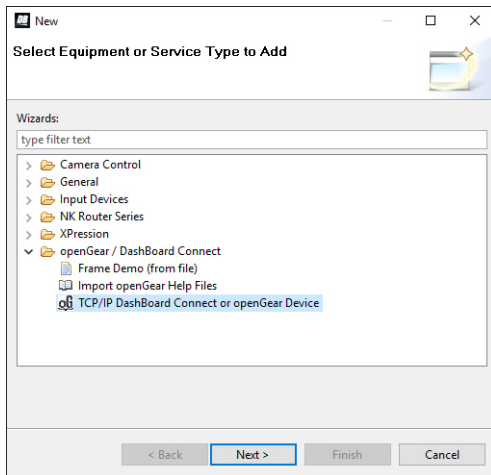 DB New
Select Equipment or Service Type to Add
Wizards:
type filter text
Camera Control
General
Input Devices
NK Router Series
XPression
openGear / DashBoard Connect
Frame Demo (from file)
Import openGear Help Files
oG TCP/IP DashBoard Connect or openGear Device
< Back Next > Finish Cancel